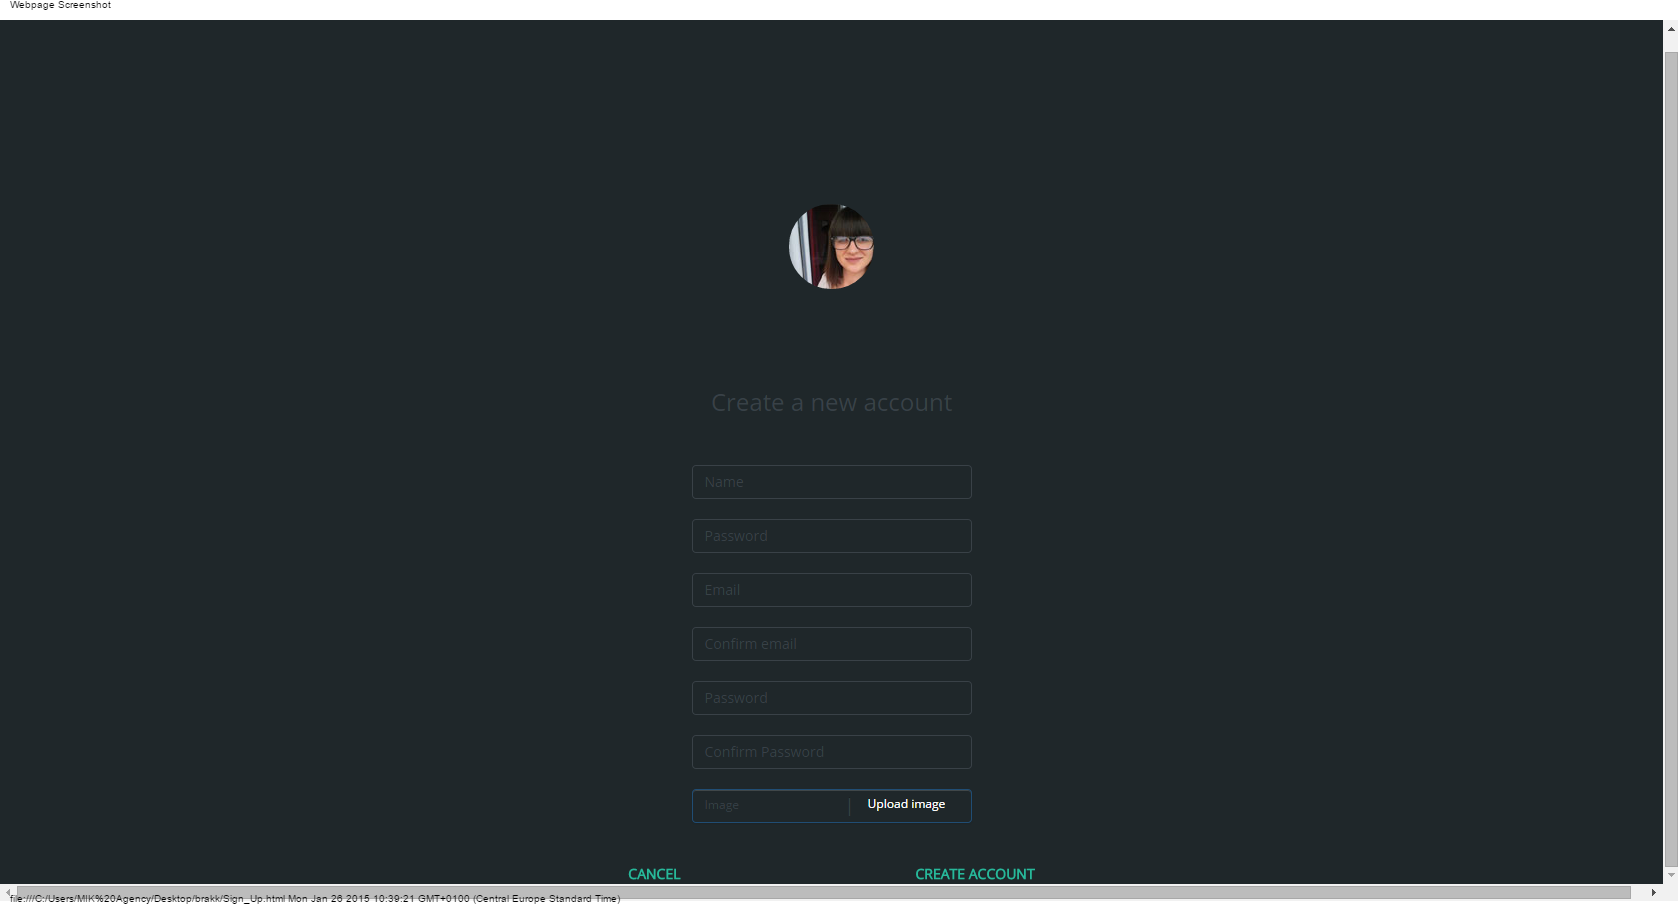 Webpage Screenshot
Create a new account
Name
Password
Email
Confirm email
Password
Confirm Password
Image | Upload image
CANCEL CREATE ACCOUNT
file:///C:/Users/MIK%20Agency/Desktop/brakk/Sign_Up.html Mon Jan 26 2015 10:39:21 GMT+0100 (Central Europe Standard Time)